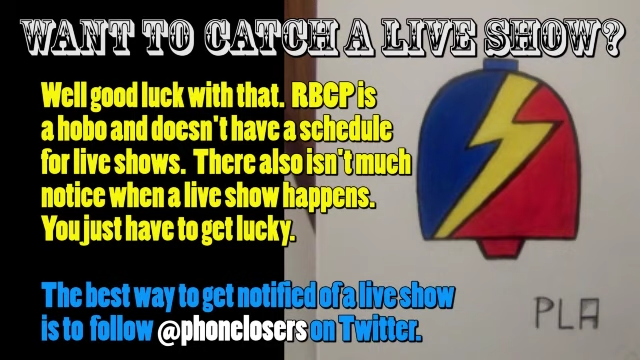 WANT TO CATCH A LIVE SHOW?
Well good luck with that. RBCP is
a hobo and doesn't have a schedule
for live shows. There also isn't much
notice when a live show happens.
You just have to get lucky.
The best way to get notified of a live show
is to follow @phonelosers on Twitter.
PLA